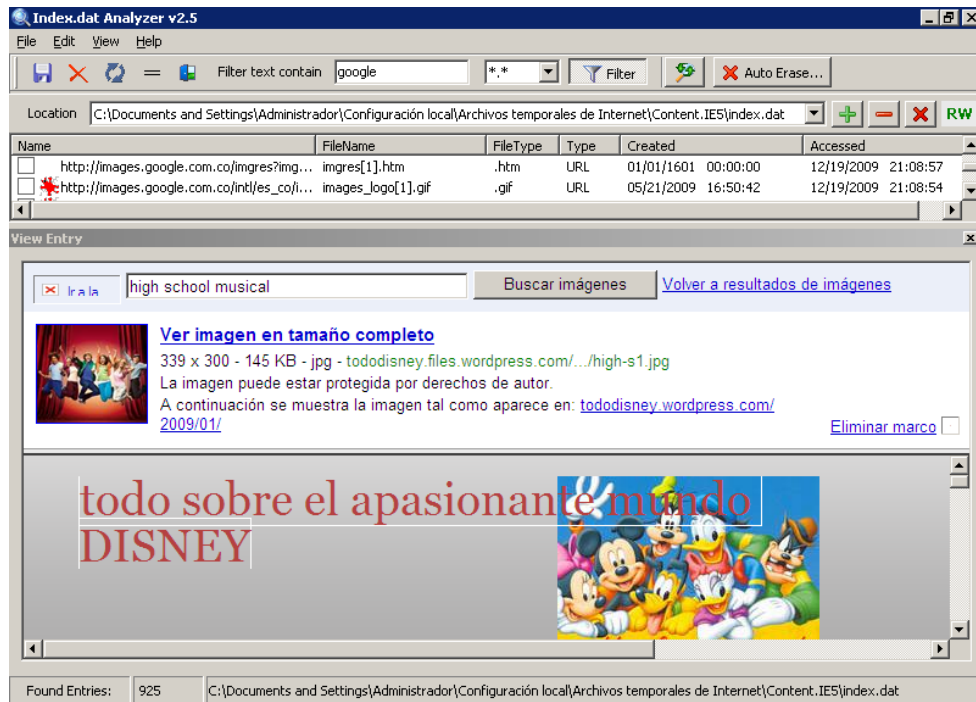 Index.dat Analyzer v2.5
File Edit View Help
Filter text contain google *.* Filter Auto Erase...
Location C:\Documents and Settings\Administrador\Configuración local\Archivos temporales de Internet\Content.IE5\index.dat RW
Name FileName FileType Type Created Accessed
http://images.google.com.co/imgres?img... imgres[1].htm .htm URL 01/01/1601 00:00:00 12/19/2009 21:08:57
http://images.google.com.co/intl/es_co/i... images_logo[1].gif .gif URL 05/21/2009 16:50:42 12/19/2009 21:08:54
View Entry
Ir a la high school musical Buscar imágenes Volver a resultados de imágenes
Ver imagen en tamaño completo
339 x 300 - 145 KB - jpg - tododisney.files.wordpress.com/.../high-s1.jpg
La imagen puede estar protegida por derechos de autor.
A continuación se muestra la imagen tal como aparece en: tododisney.wordpress.com/
2009/01/
Eliminar marco
todo sobre el apasionante mundo
DISNEY
Found Entries: 925 C:\Documents and Settings\Administrador\Configuración local\Archivos temporales de Internet\Content.IE5\index.dat